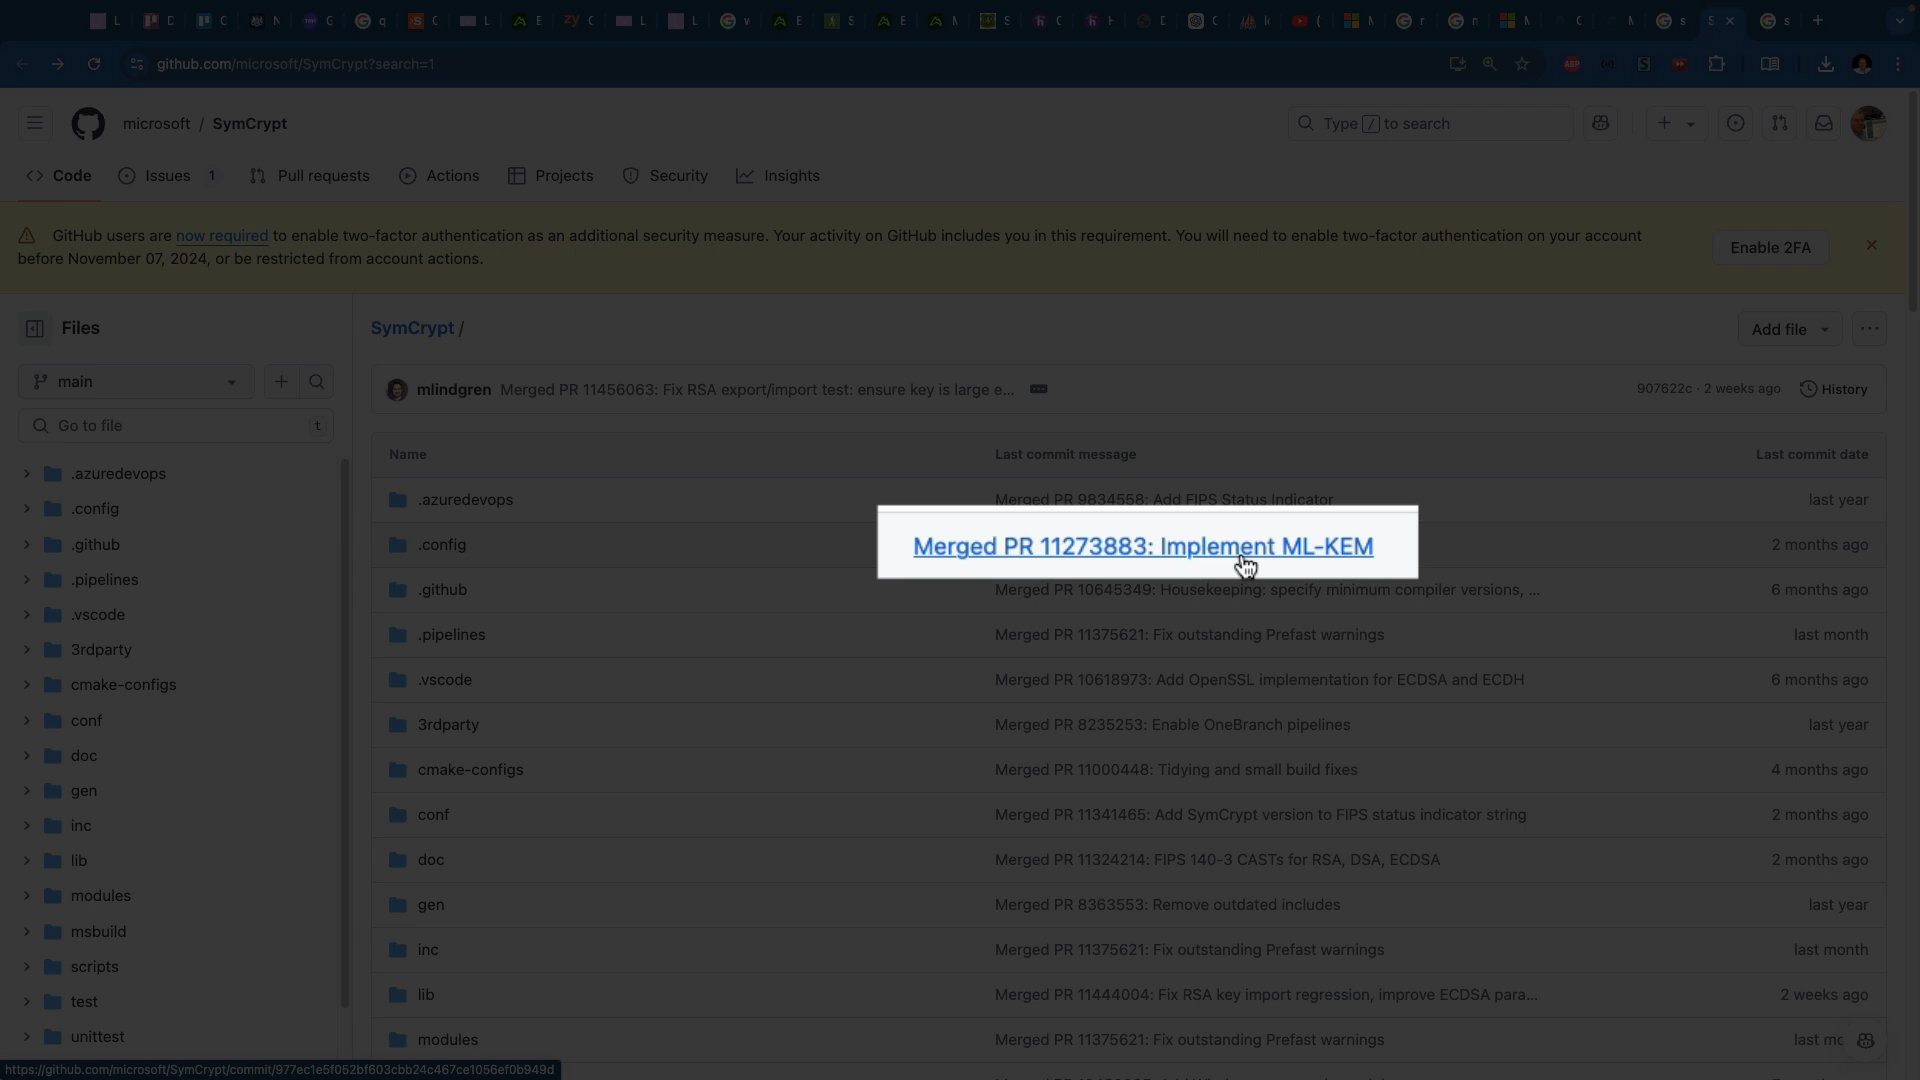 github.com/microsoft/SymCrypt?search=1
microsoft / SymCrypt
Type / to search
Code
Issues 1
Pull requests
Actions
Projects
Security
Insights
GitHub users are now required to enable two-factor authentication as an additional security measure. Your activity on GitHub includes you in this requirement. You will need to enable two-factor authentication on your account
before November 07, 2024, or be restricted from account actions.
Enable 2FA
Files
main
Go to file
t
.azuredevops
.config
.github
.pipelines
.vscode
3rdparty
cmake-configs
conf
doc
gen
inc
lib
modules
msbuild
scripts
test
unittest
SymCrypt /
Add file
mlindgren Merged PR 11456063: Fix RSA export/import test: ensure key is large e...
907622c · 2 weeks ago
History
Name Last commit message Last commit date
.azuredevops Merged PR 9834558: Add FIPS Status Indicator last year
.config Merged PR 11273883: Implement ML-KEM 2 months ago
.github Merged PR 10645349: Housekeeping: specify minimum compiler versions, ... 6 months ago
.pipelines Merged PR 11375621: Fix outstanding Prefast warnings last month
.vscode Merged PR 10618973: Add OpenSSL implementation for ECDSA and ECDH 6 months ago
3rdparty Merged PR 8235253: Enable OneBranch pipelines last year
cmake-configs Merged PR 11000448: Tidying and small build fixes 4 months ago
conf Merged PR 11341465: Add SymCrypt version to FIPS status indicator string 2 months ago
doc Merged PR 11324214: FIPS 140-3 CASTs for RSA, DSA, ECDSA 2 months ago
gen Merged PR 8363553: Remove outdated includes last year
inc Merged PR 11375621: Fix outstanding Prefast warnings last month
lib Merged PR 11444004: Fix RSA key import regression, improve ECDSA para... 2 weeks ago
modules Merged PR 11375621: Fix outstanding Prefast warnings last mo
https://github.com/microsoft/SymCrypt/commit/977ec1e5f052bf603cbb24c467ce1056ef0b949d